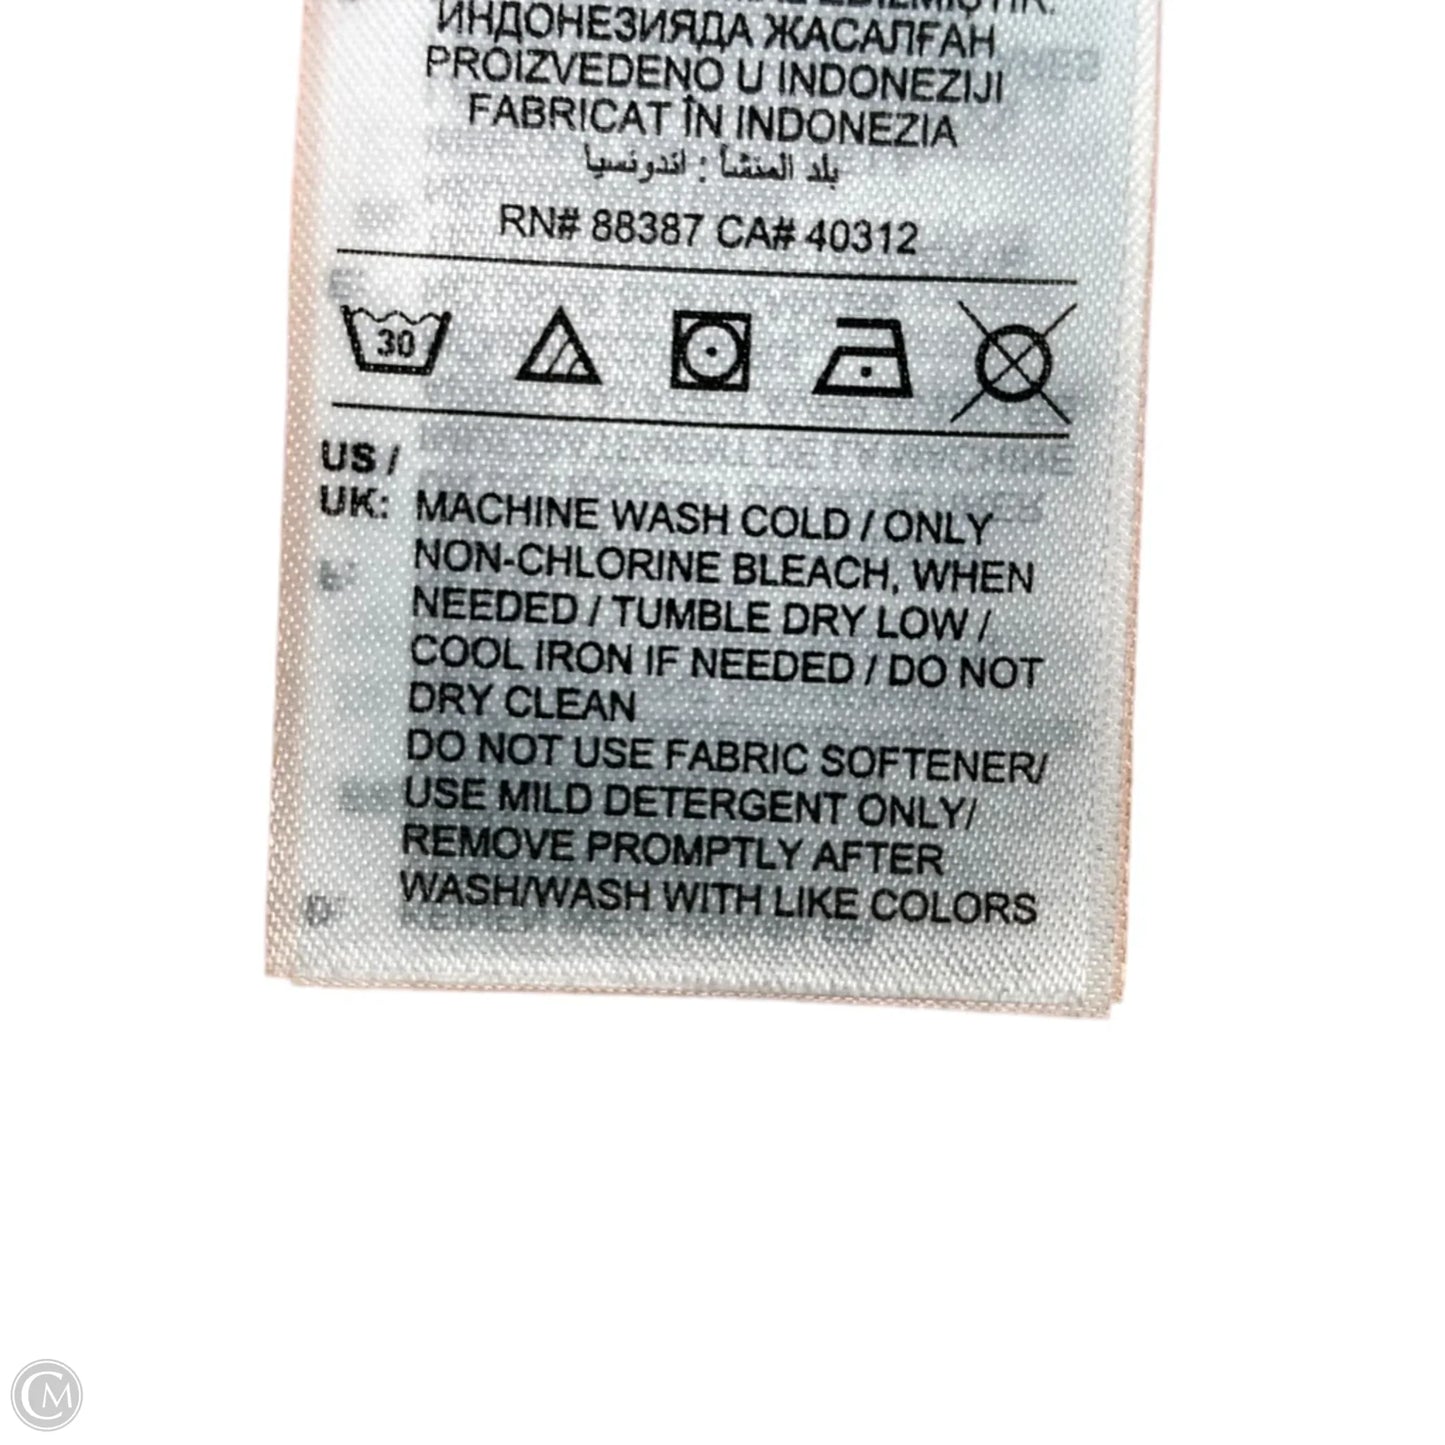 ИНДОНЕЗИЯДА ЖАСАЛҒАН
PROIZVEDENO U INDONEZIJI
FABRICAT ÎN INDONEZIA
بلد المنشأ : اندونسيا
RN# 88387 CA# 40312
30
US /
UK: MACHINE WASH COLD / ONLY
NON-CHLORINE BLEACH, WHEN
NEEDED / TUMBLE DRY LOW /
COOL IRON IF NEEDED / DO NOT
DRY CLEAN
DO NOT USE FABRIC SOFTENER/
USE MILD DETERGENT ONLY/
REMOVE PROMPTLY AFTER
WASH/WASH WITH LIKE COLORS
CM